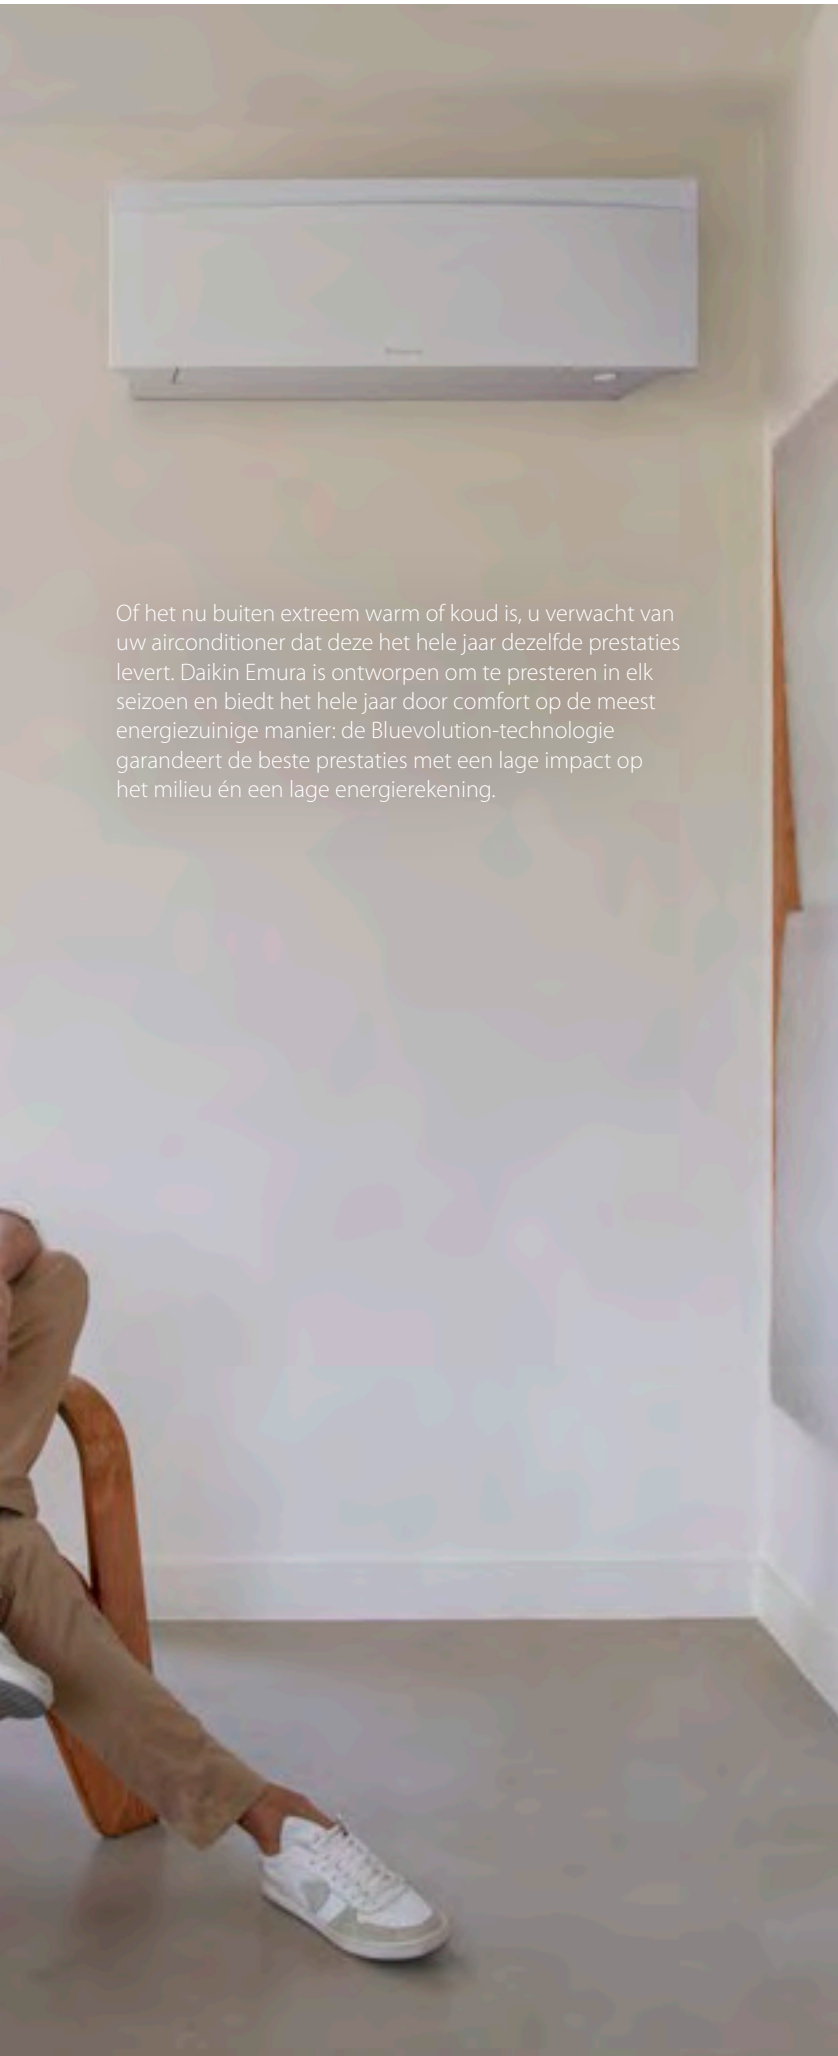 Of het nu buiten extreem warm of koud is, u verwacht van
uw airconditioner dat deze het hele jaar dezelfde prestaties
levert. Daikin Emura is ontworpen om te presteren in elk
seizoen en biedt het hele jaar door comfort op de meest
energiezuinige manier: de Bluevolution-technologie
garandeert de beste prestaties met een lage impact op
het milieu én een lage energierekening.